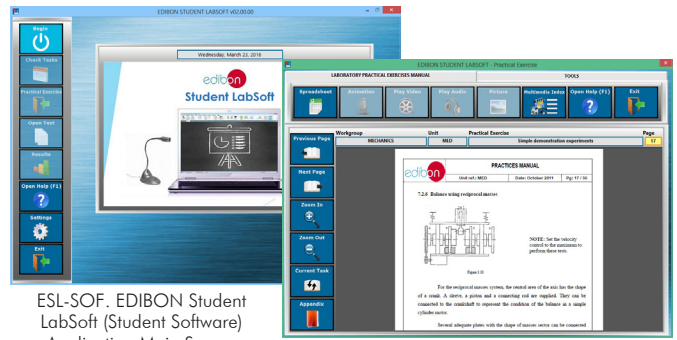 EDIBON STUDENT LABSOFT v02.00.00
Begin
Check Tasks
Practical Exercise
Open Text
Results
Open Help (F1)
Settings
Exit
Wednesday, March 23, 2016
edibon
Student LabSoft
ESL-SOF. EDIBON Student
LabSoft (Student Software)
EDIBON STUDENT LABSOFT - Practical Exercise
LABORATORY PRACTICAL EXERCISES MANUAL
TOOLS
Spreadsheet
Animation
Play Video
Play Audio
Picture
Multimedia Index
Open Help (F1)
Exit
Workgroup
Unit
Practical Exercise
Page
MECHANICS
MED
Simple demonstration experiments
17
Previous Page
Next Page
Zoom In
Zoom Out
Current Task
Appendix
edibon
PRACTICES MANUAL
Unit ref.: MED
Date: October 2011
Pg: 17 / 36
7.2.6 Balance using reciprocal masses
NOTE: Set the velocity
control to the maximum to
perform these tests.
For the reciprocal masses system, the central area of the axis has the shape
of a crank. A sleeve, a piston and a connecting rod are supplied. They can be
connected to the crankshaft to represent the condition of the balance in a simple
cylinder motor.
Several adequate plates with the shape of masses sector can be connected